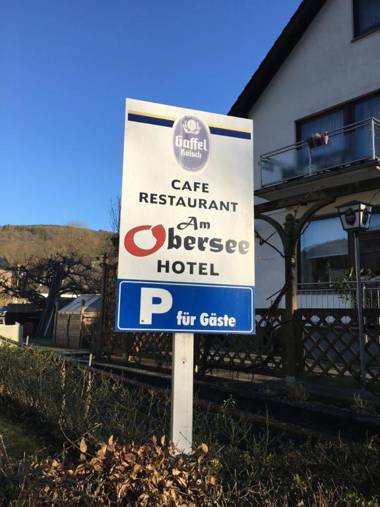 Gaffel
Kölsch
CAFE
RESTAURANT
Am
Obersee
HOTEL
P für Gäste